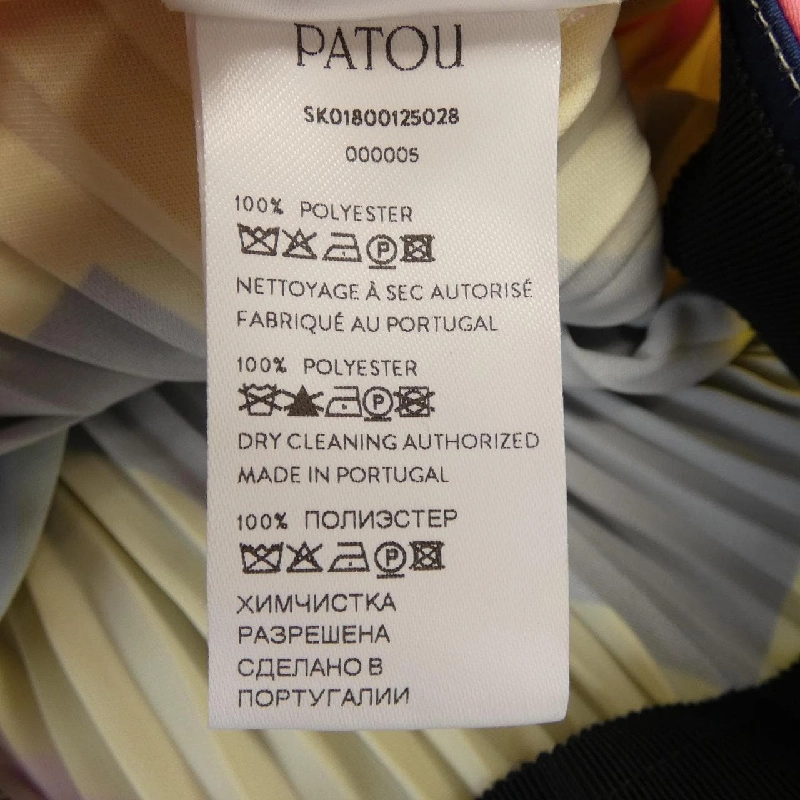 PATOU
SK01800125028
000005
100% POLYESTER
P
NETTOYAGE À SEC AUTORISÉ
FABRIQUÉ AU PORTUGAL
100% POLYESTER
P
DRY CLEANING AUTHORIZED
MADE IN PORTUGAL
100% ПОЛИЭСТЕР
P
ХИМЧИСТКА
РАЗРЕШЕНА
СДЕЛАНО В
ПОРТУГАЛИИ